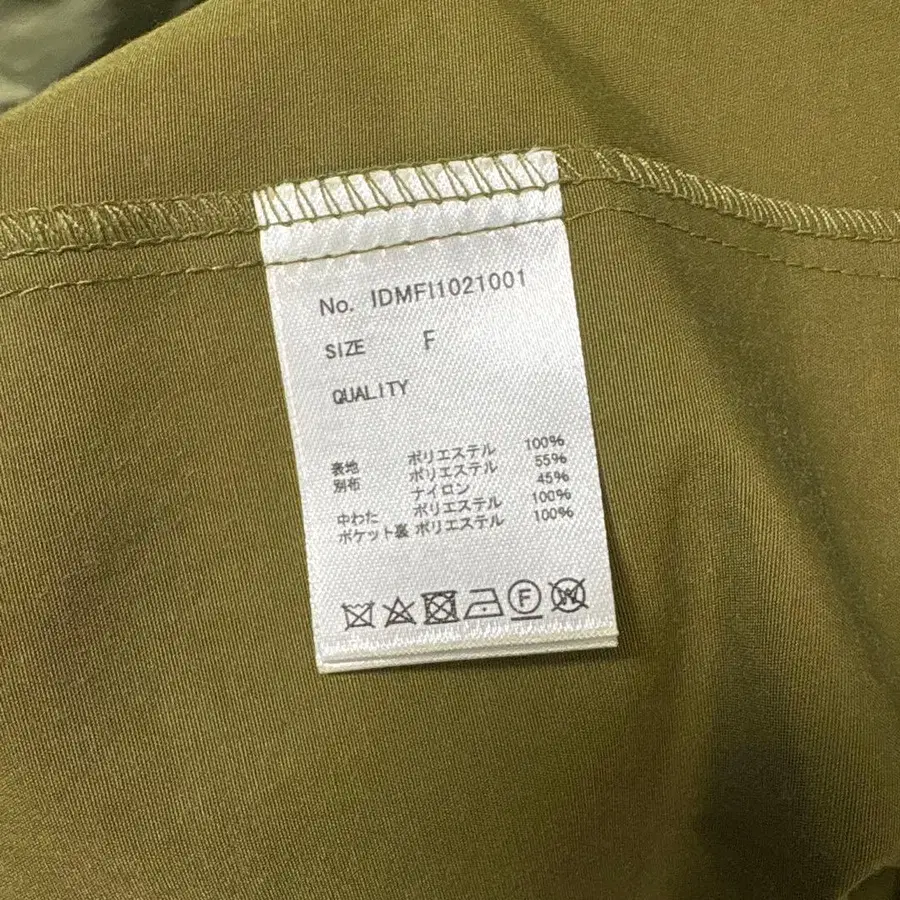 No. IDMFI1021001
SIZE F
QUALITY
表地 ポリエステル 100%
別布 ポリエステル 55%
ナイロン 45%
中わた ポリエステル 100%
ポケット裏 ポリエステル 100%
F W